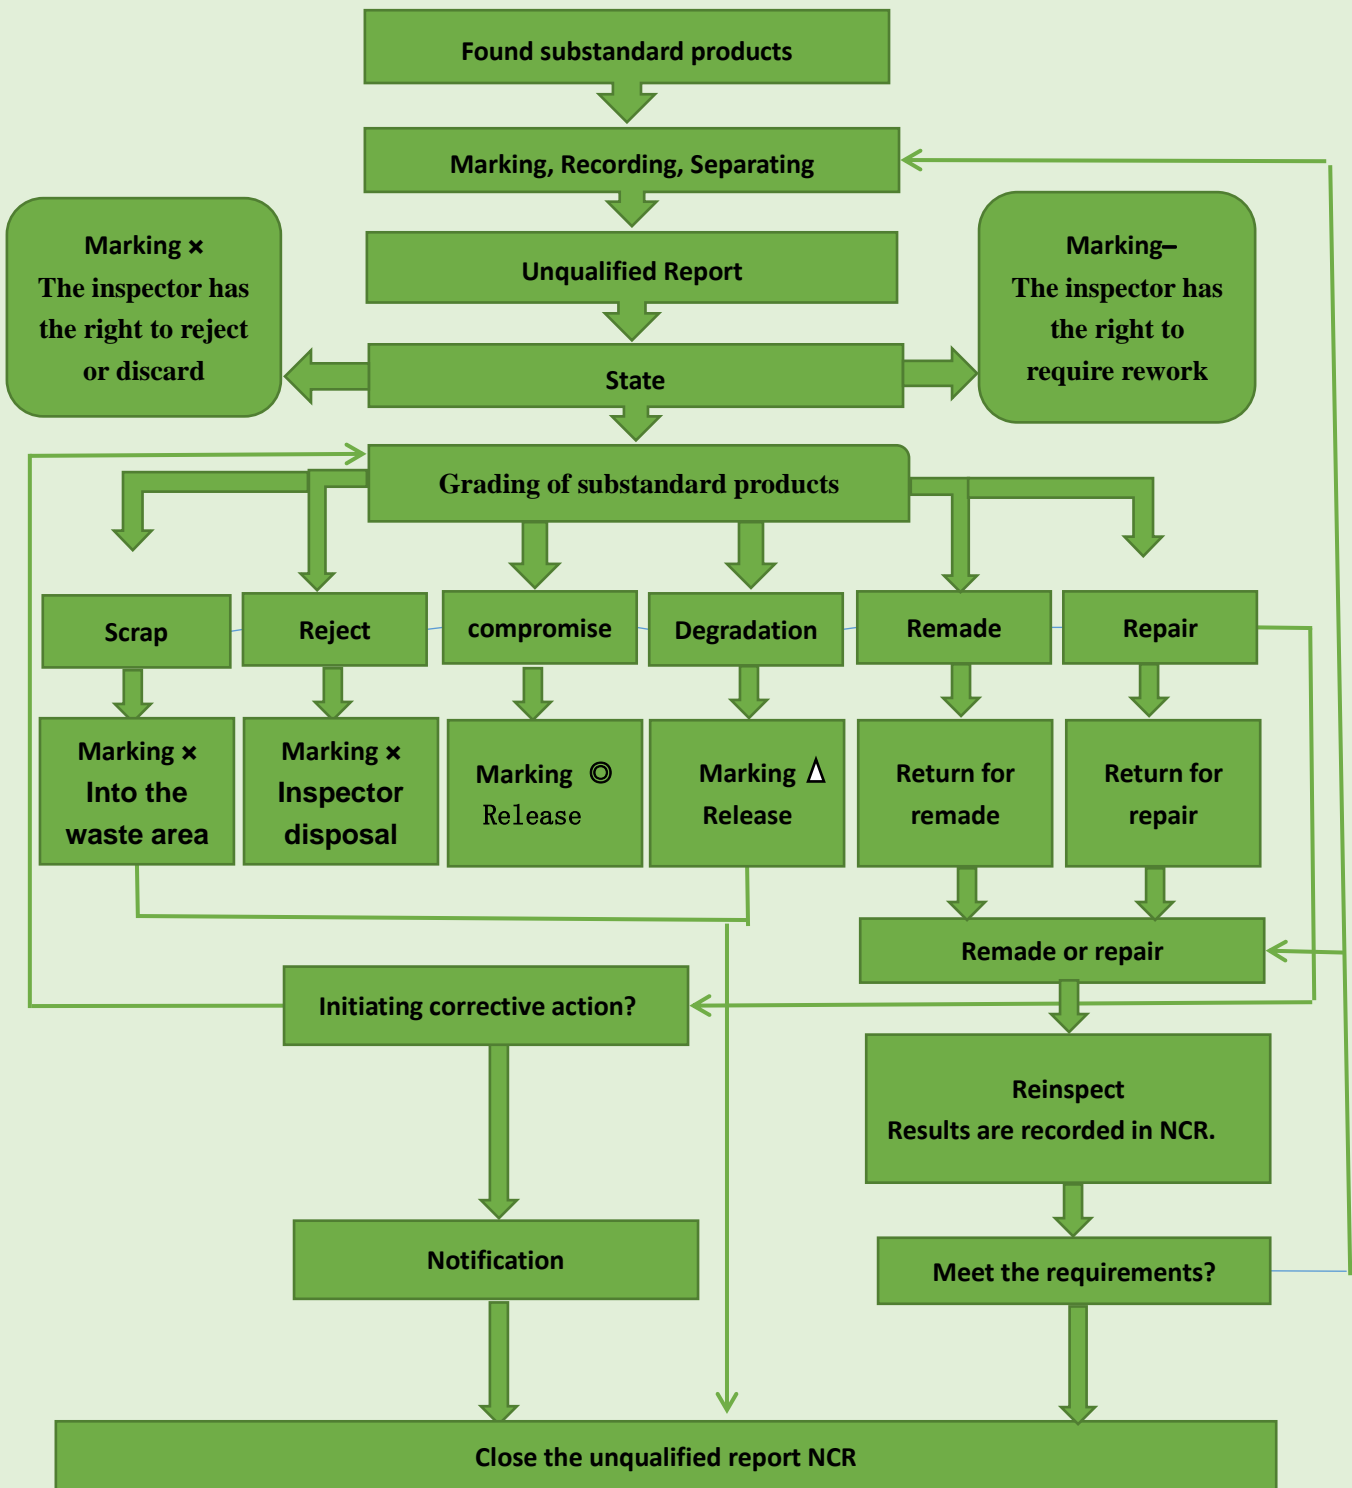 Found substandard products
Marking, Recording, Separating
Unqualified Report
Marking ×
The inspector has
the right to reject
or discard
State
Marking–
The inspector has
the right to
require rework
Grading of substandard products
Scrap
Reject
compromise
Degradation
Remade
Repair
Marking ×
Into the
waste area
Marking ×
Inspector
disposal
Marking ◎
Release
Marking Δ
Release
Return for
remade
Return for
repair
Remade or repair
Initiating corrective action?
Reinspect
Results are recorded in NCR.
Notification
Meet the requirements?
Close the unqualified report NCR